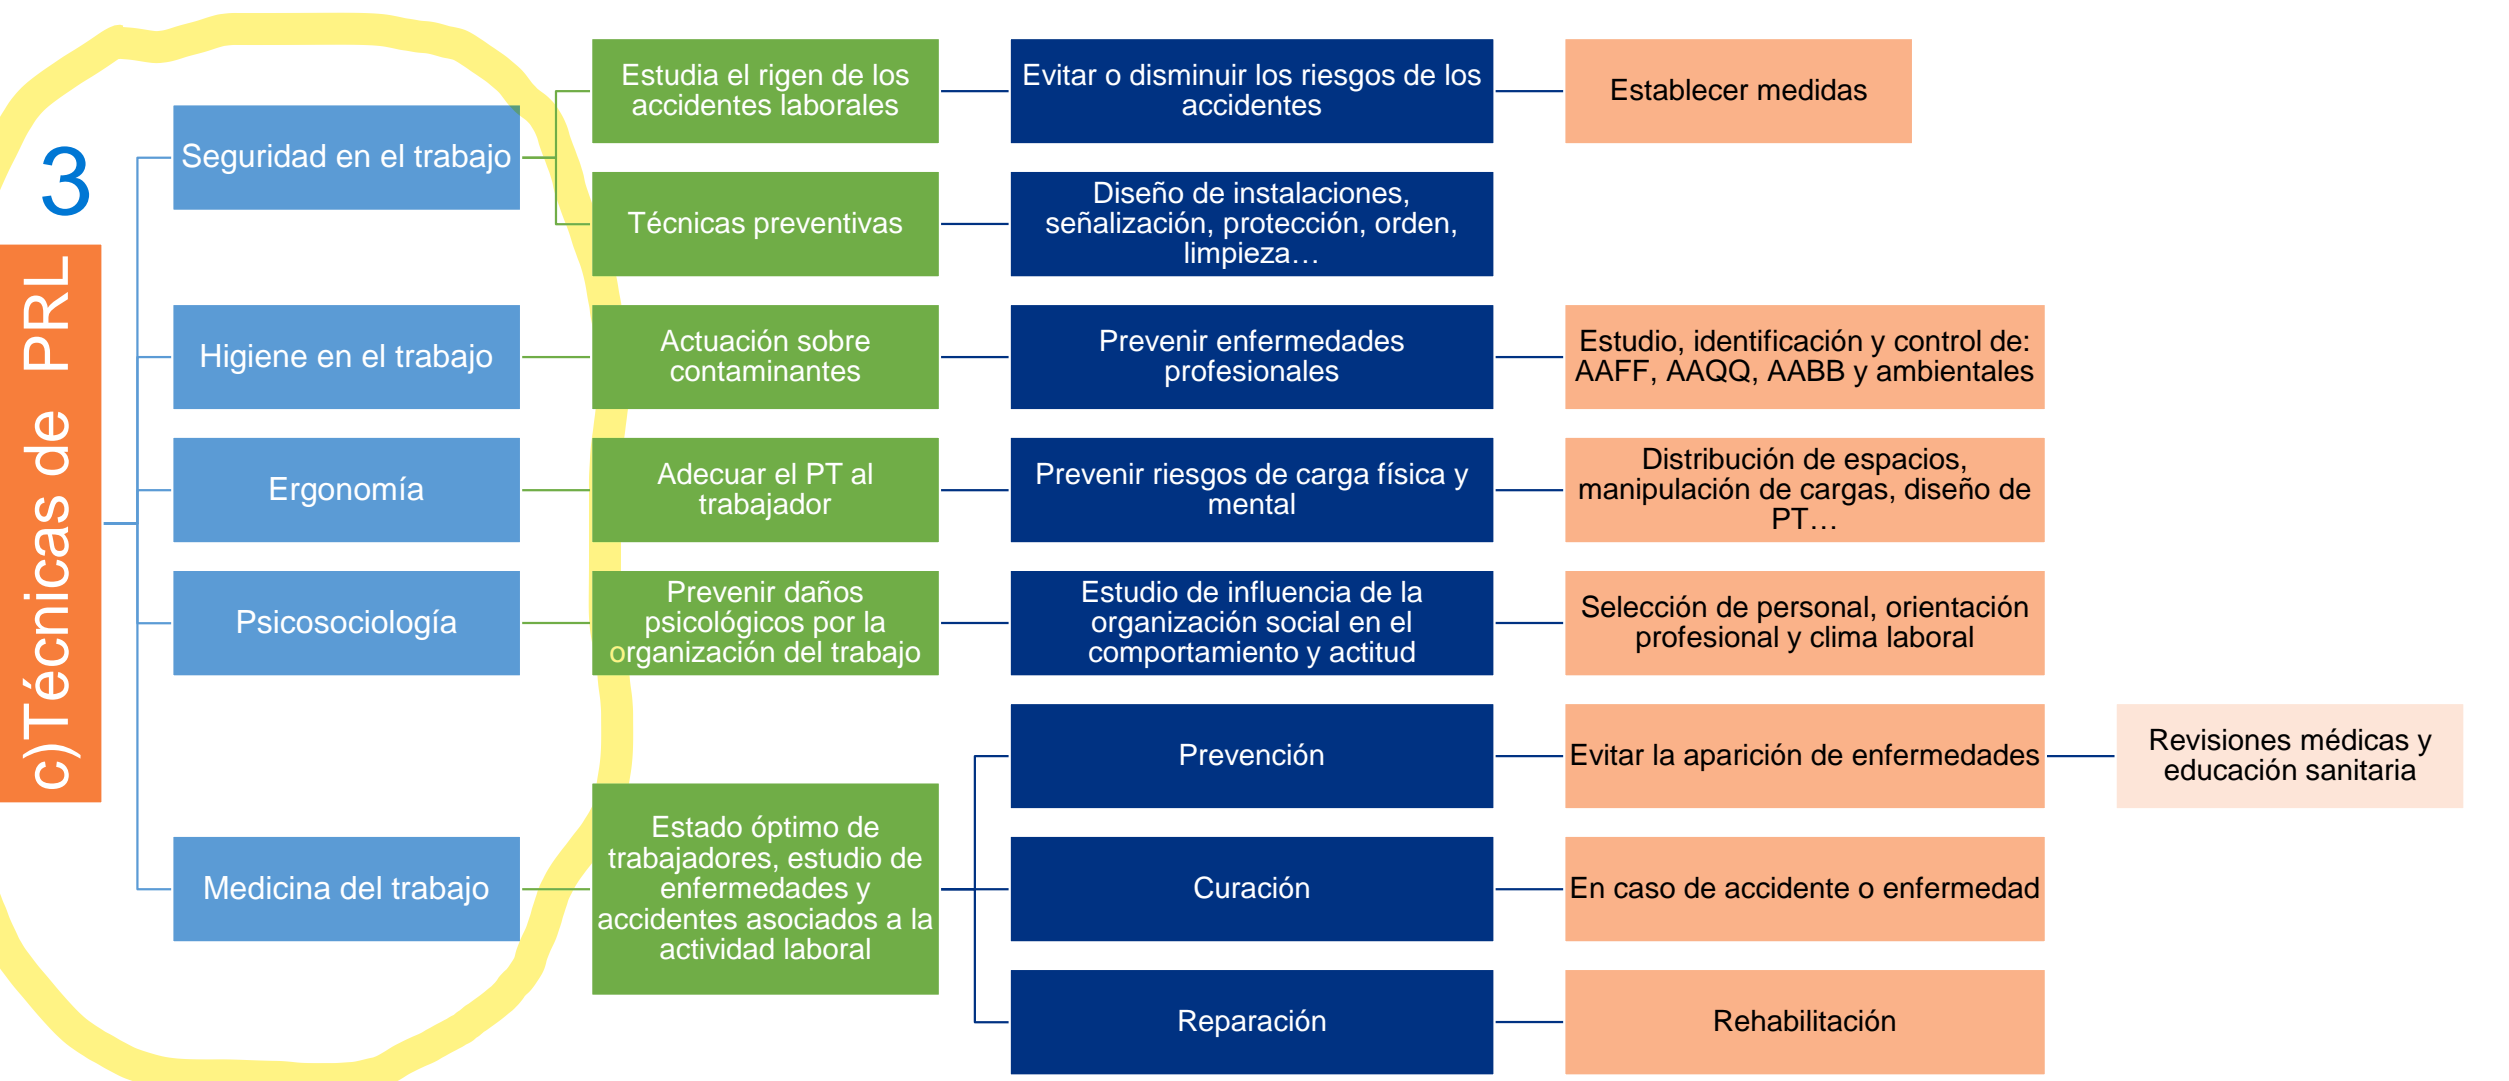 3
c)Técnicas de PRL
Seguridad en el trabajo
Estudia el rigen de los
accidentes laborales
Evitar o disminuir los riesgos de los
accidentes
Establecer medidas
Técnicas preventivas
Diseño de instalaciones,
señalización, protección, orden,
limpieza…
Higiene en el trabajo
Actuación sobre
contaminantes
Prevenir enfermedades
profesionales
Estudio, identificación y control de:
AAFF, AAQQ, AABB y ambientales
Ergonomía
Adecuar el PT al
trabajador
Prevenir riesgos de carga física y
mental
Distribución de espacios,
manipulación de cargas, diseño de
PT…
Psicosociología
Prevenir daños
psicológicos por la
organización del trabajo
Estudio de influencia de la
organización social en el
comportamiento y actitud
Selección de personal, orientación
profesional y clima laboral
Medicina del trabajo
Estado óptimo de
trabajadores, estudio de
enfermedades y
accidentes asociados a la
actividad laboral
Prevención
Evitar la aparición de enfermedades
Revisiones médicas y
educación sanitaria
Curación
En caso de accidente o enfermedad
Reparación
Rehabilitación